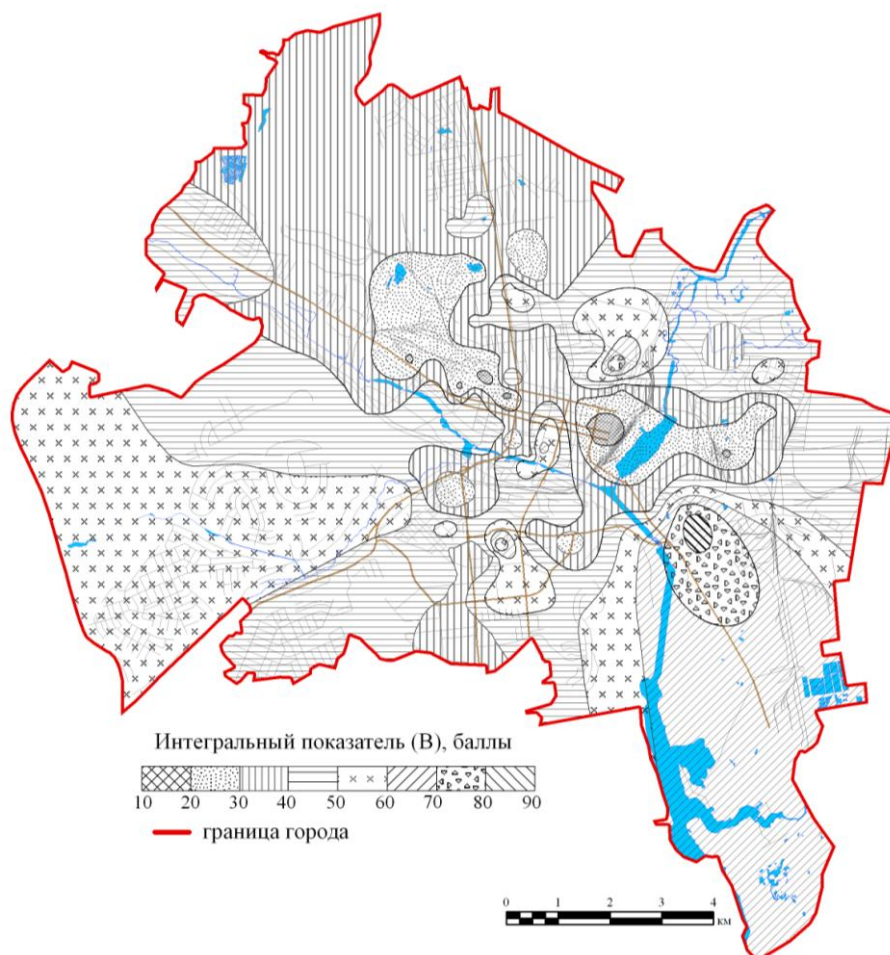 Интегральный показатель (В), баллы
10 20 30 40 50 60 70 80 90
граница города
0 1 2 3 4
км